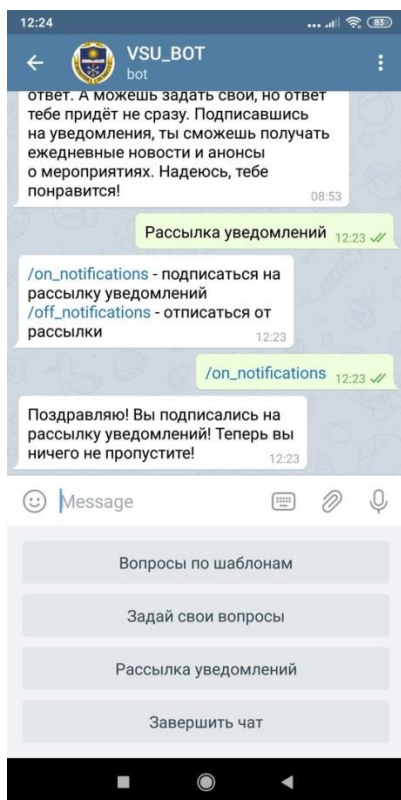 12:24
83
VSU_BOT
bot
ответ. А можешь задать свой, но ответ
тебе придёт не сразу. Подписавшись
на уведомления, ты сможешь получать
ежедневные новости и анонсы
о мероприятиях. Надеюсь, тебе
понравится!
08:53
Рассылка уведомлений 12:23
/on_notifications - подписаться на
рассылку уведомлений
/off_notifications - отписаться от
рассылки
12:23
/on_notifications 12:23
Поздравляю! Вы подписались на
рассылку уведомлений! Теперь вы
ничего не пропустите!
12:23
Message
Вопросы по шаблонам
Задай свои вопросы
Рассылка уведомлений
Завершить чат